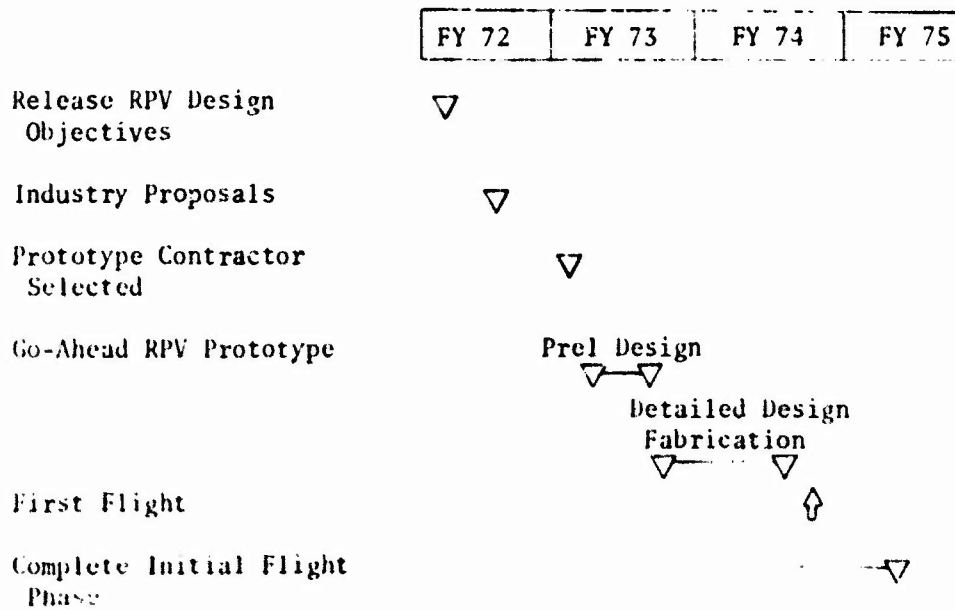 FY 72 FY 73 FY 74 FY 75
Release RPV Design
Objectives
Industry Proposals
Prototype Contractor
Selected
Go-Ahead RPV Prototype
Prel Design
Detailed Design
Fabrication
First Flight
Complete Initial Flight
Phase